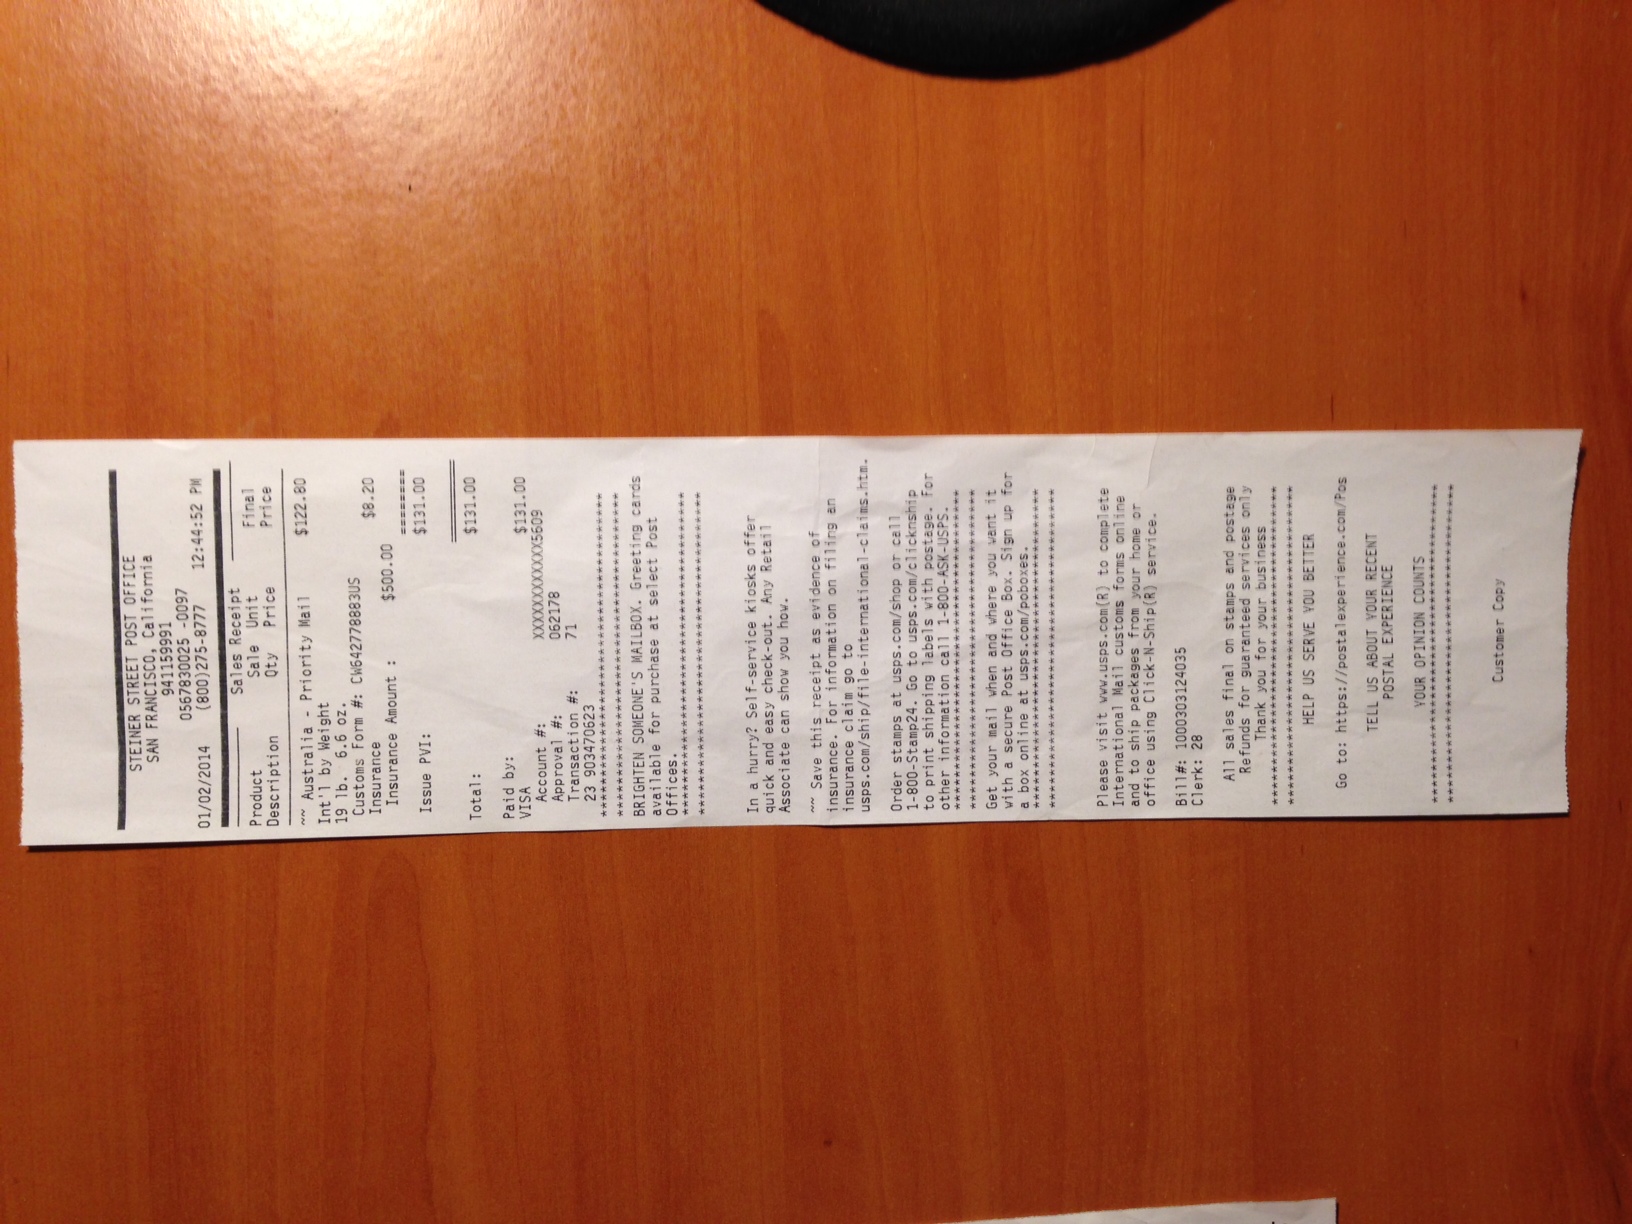 STEINER STREET POST OFFICE
SAN FRANCISCO, California
941159991
0567830025 -0097
01/02/2014 (800)275-8777 12:44:52 PM
Sales Receipt
Product Sale Unit Final
Description Qty Price Price
~~ Australia - Priority Mail $122.80
Int'l by Weight
19 lb. 6.6 oz.
Customs Form #: CW642778883US
Insurance $8.20
Insurance Amount : $500.00
========
Issue PVI: $131.00
Total: $131.00
Paid by:
VISA $131.00
Account #: XXXXXXXXXXXX5609
Approval #: 062178
Transaction #: 71
23 903470623
****************************************
****************************************
BRIGHTEN SOMEONE'S MAILBOX. Greeting cards
available for purchase at select Post
Offices.
****************************************
****************************************
In a hurry? Self-service kiosks offer
quick and easy check-out. Any Retail
Associate can show you how.
~~ Save this receipt as evidence of
insurance. For information on filing an
insurance claim go to
usps.com/ship/file-international-claims.htm.
Order stamps at usps.com/shop or call
1-800-Stamp24. Go to usps.com/clicknship
to print shipping labels with postage. For
other information call 1-800-ASK-USPS.
****************************************
****************************************
Get your mail when and where you want it
with a secure Post Office Box. Sign up for
a box online at usps.com/poboxes.
****************************************
****************************************
Please visit www.usps.com(R) to complete
International Mail customs forms online
and to ship packages from your home or
office using Click-N-Ship(R) service.
Bill#: 1000303124035
Clerk: 28
All sales final on stamps and postage
Refunds for guaranteed services only
Thank you for your business
****************************************
****************************************
HELP US SERVE YOU BETTER
Go to: https://postalexperience.com/Pos
TELL US ABOUT YOUR RECENT
POSTAL EXPERIENCE
YOUR OPINION COUNTS
****************************************
****************************************
Customer Copy